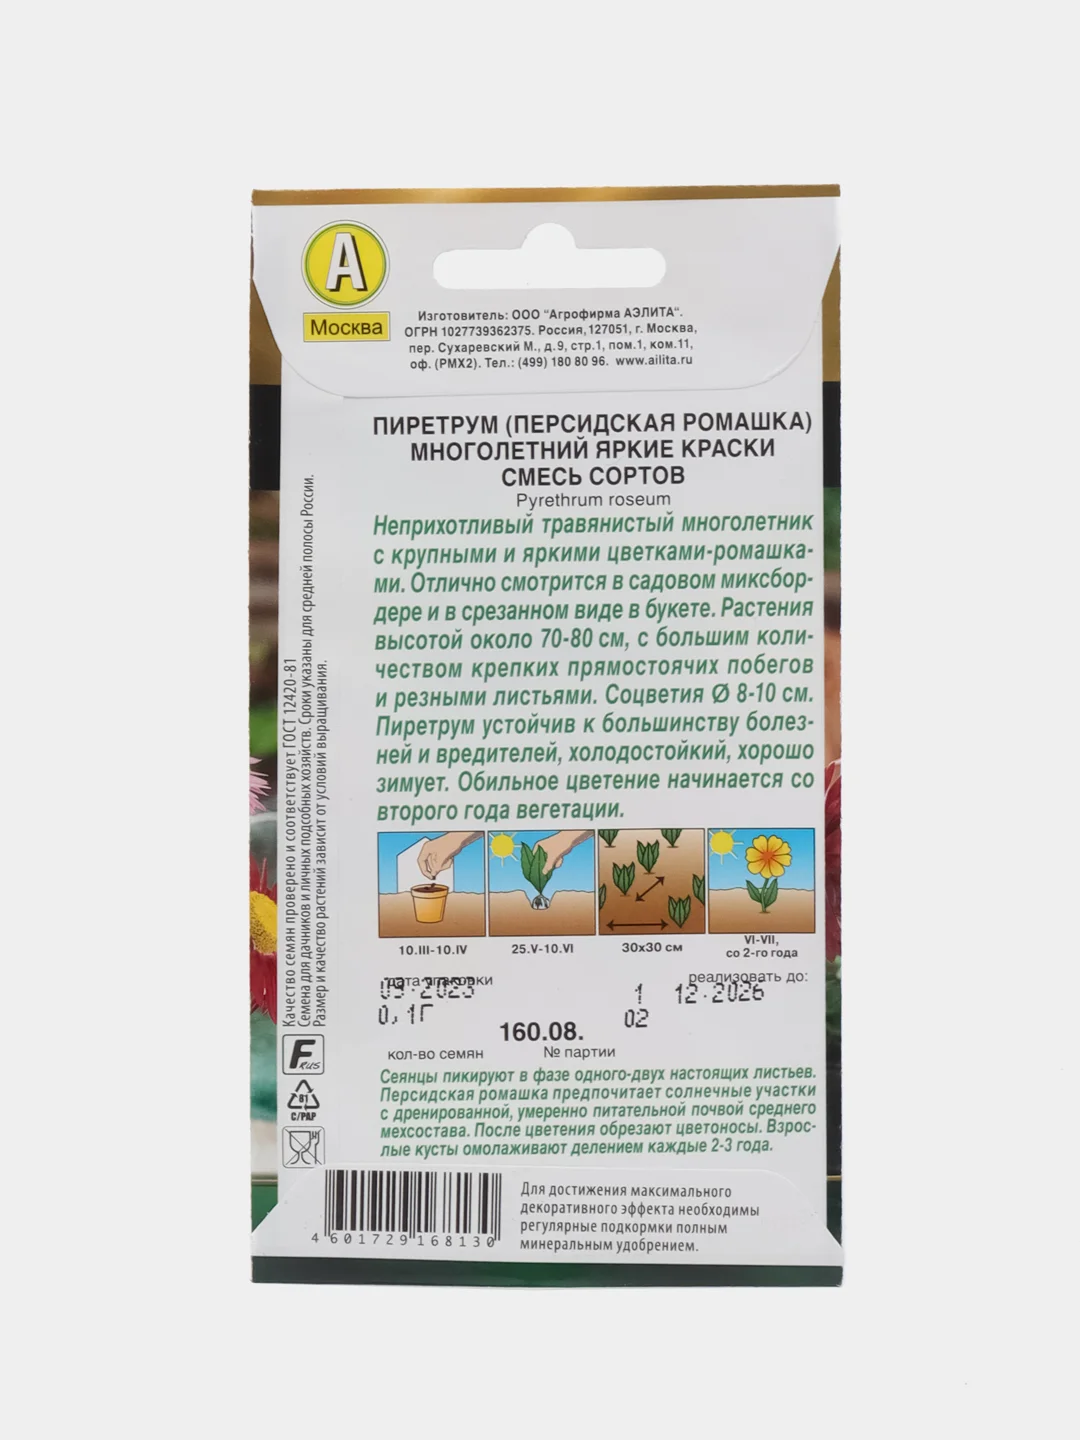 А
Москва
Изготовитель: ООО "Агрофирма АЭЛИТА".
ОГРН 1027739362375. Россия,127051, г. Москва,
пер. Сухаревский М., д.9, стр.1, пом.1, ком.11,
оф. (РМХ2). Тел.: (499) 180 80 96. www.ailita.ru
ПИРЕТРУМ (ПЕРСИДСКАЯ РОМАШКА)
МНОГОЛЕТНИЙ ЯРКИЕ КРАСКИ
СМЕСЬ СОРТОВ
Pyrethrum roseum
Неприхотливый травянистый многолетник
с крупными и яркими цветками-ромашка-
ми. Отлично смотрится в садовом миксбор-
дере и в срезанном виде в букете. Растения
высотой около 70-80 см, с большим коли-
чеством крепких прямостоячих побегов
и резными листьями. Соцветия Ø 8-10 см.
Пиретрум устойчив к большинству болез-
ней и вредителей, холодостойкий, хорошо
зимует. Обильное цветение начинается со
второго года вегетации.
10.III-10.IV
25.V-10.VI
30х30 см
VI-VII,
со 2-го года
дата упаковки
09·2023
реализовать до:
1 12·2026
0,1Г
02
160.08.
кол-во семян
№ партии
Сеянцы пикируют в фазе одного-двух настоящих листьев.
Персидская ромашка предпочитает солнечные участки
с дренированной, умеренно питательной почвой среднего
мехсостава. После цветения обрезают цветоносы. Взрос-
лые кусты омолаживают делением каждые 2-3 года.
Качество семян проверено и соответствует ГОСТ 12420-81
Семена для дачников и личных подсобных хозяйств. Сроки указаны для средней полосы России.
Размер и качество растений зависит от условий выращивания.
F RUS
81
C/PAP
4 601729 168130
Для достижения максимального
декоративного эффекта необходимы
регулярные подкормки полным
минеральным удобрением.